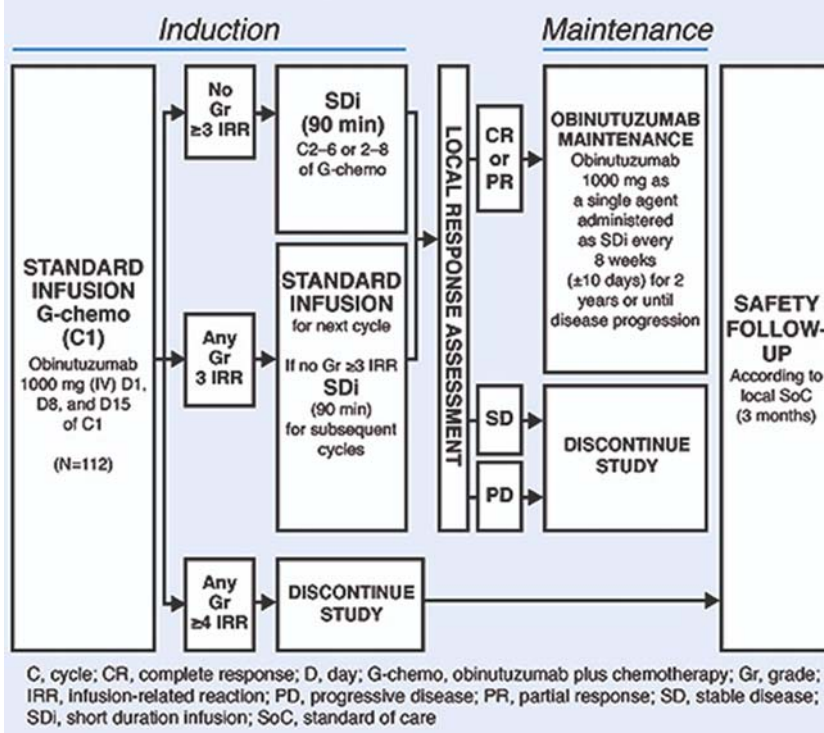 Induction
Maintenance
STANDARD
INFUSION
G-chemo
(C1)
Obinutuzumab
1000 mg (IV) D1,
D8, and D15
of C1
(N=112)
No
Gr
≥3 IRR
SDi
(90 min)
C2–6 or 2–8
of G-chemo
Any
Gr
3 IRR
STANDARD
INFUSION
for next cycle
If no Gr ≥3 IRR
SDi
(90 min)
for subsequent
cycles
Any
Gr
≥4 IRR
DISCONTINUE
STUDY
LOCAL RESPONSE ASSESSMENT
CR
or
PR
OBINUTUZUMAB
MAINTENANCE
Obinutuzumab
1000 mg as
a single agent
administered
as SDi every
8 weeks
(±10 days) for 2
years or until
disease progression
SD
PD
DISCONTINUE
STUDY
SAFETY
FOLLOW-
UP
According to
local SoC
(3 months)
C, cycle; CR, complete response; D, day; G-chemo, obinutuzumab plus chemotherapy; Gr, grade;
IRR, infusion-related reaction; PD, progressive disease; PR, partial response; SD, stable disease;
SDi, short duration infusion; SoC, standard of care